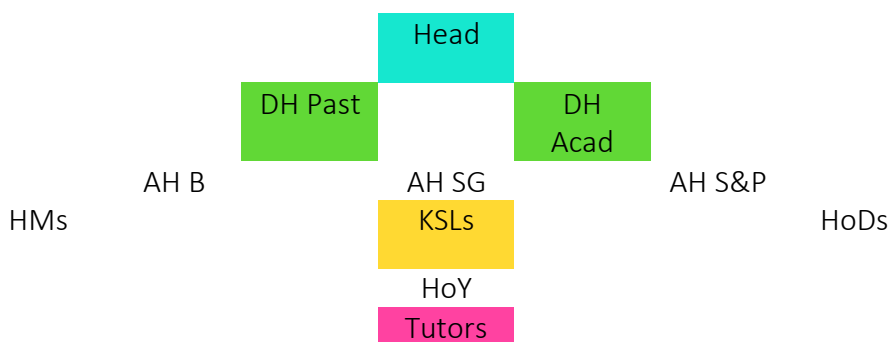 Head
DH Past
DH
Acad
AH B
AH SG
AH S&P
HMs
KSLs
HoDs
HoY
Tutors